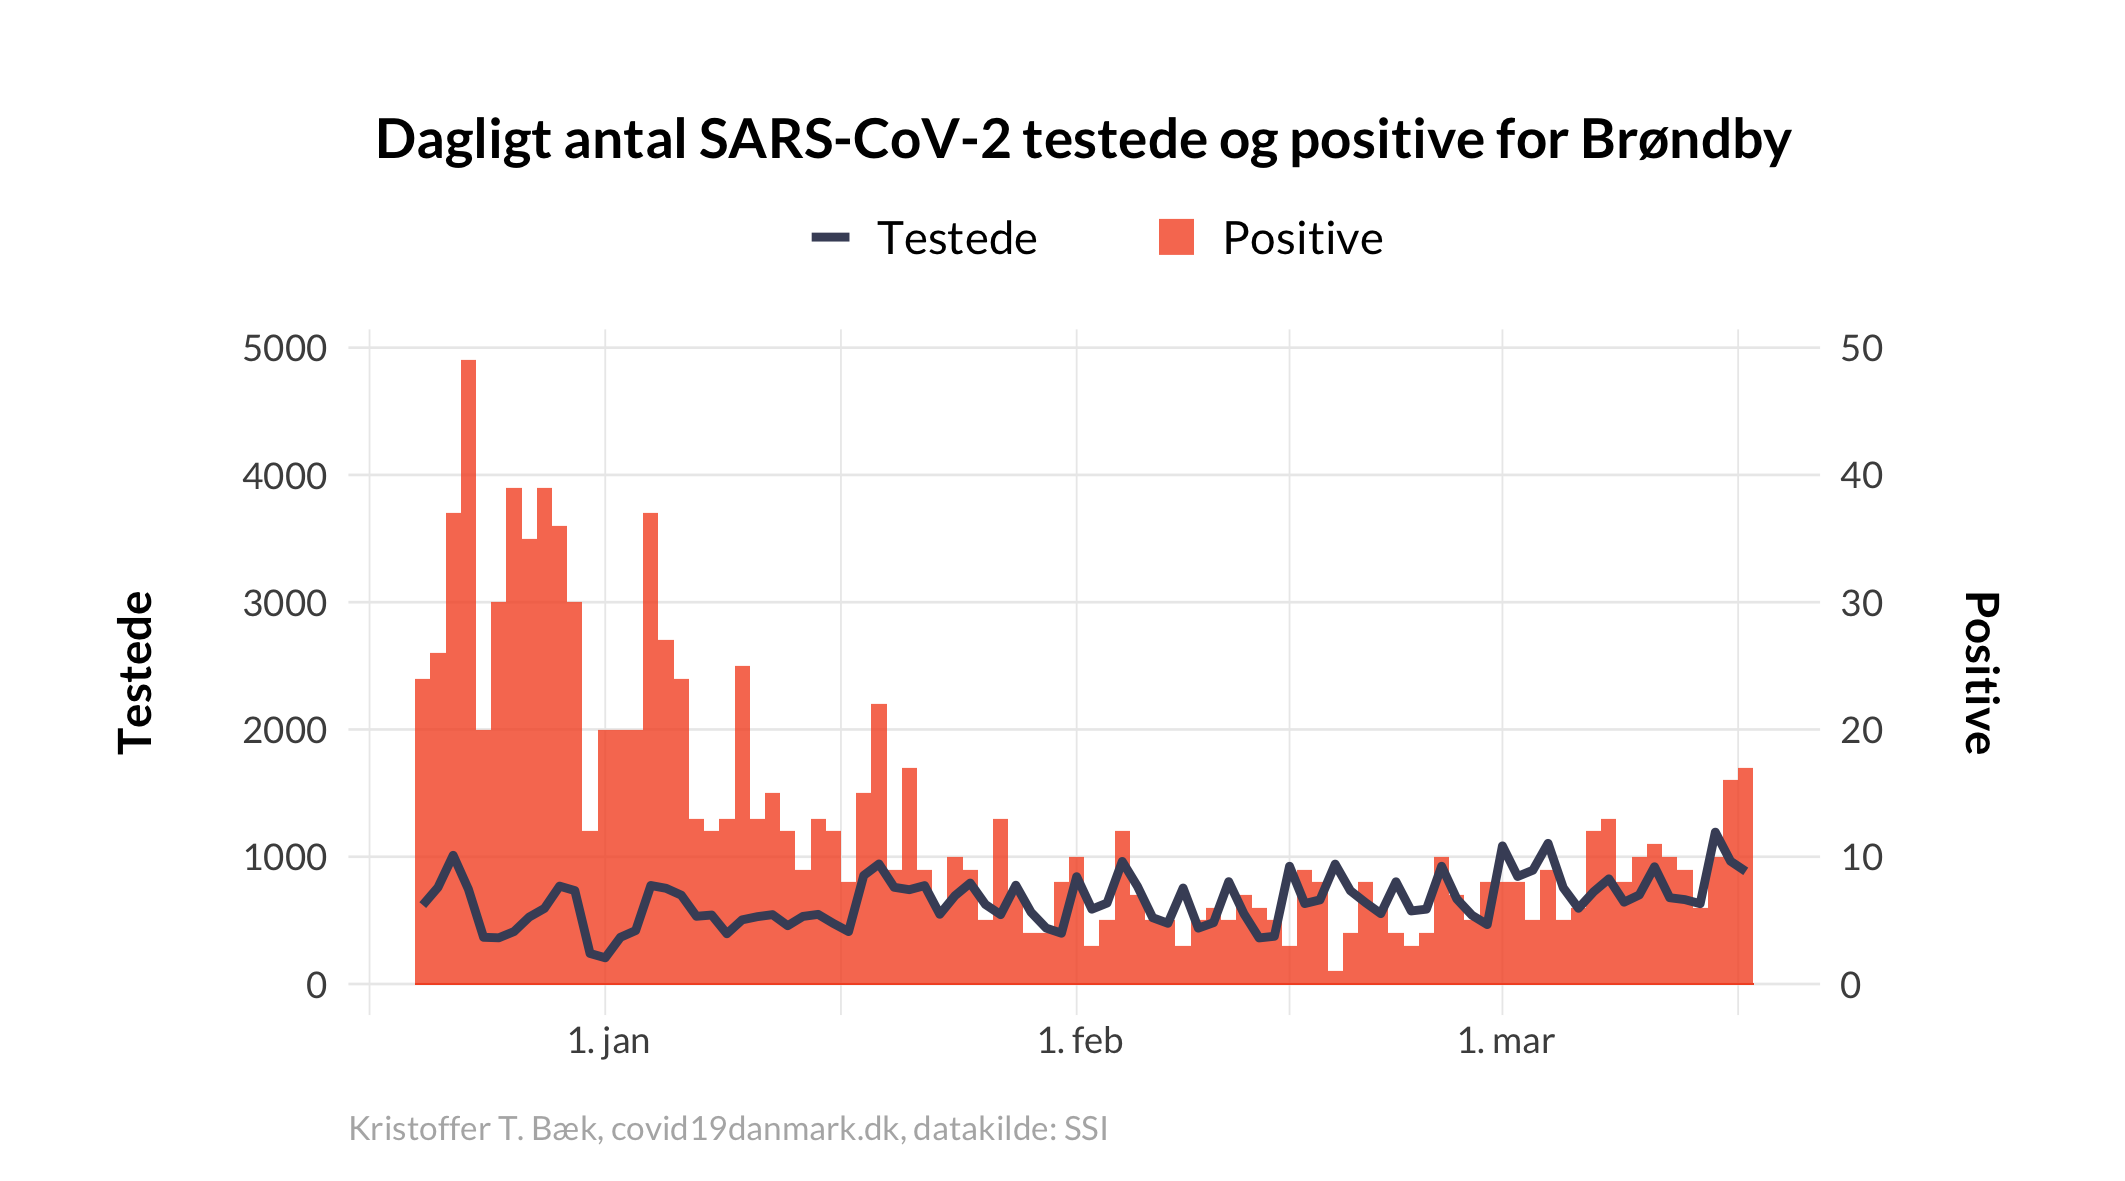 Dagligt antal SARS-CoV-2 testede og positive for Brøndby
Testede
Positive
5000
4000
3000
2000
1000
0
Testede
50
40
30
20
10
0
Positive
1. jan
1. feb
1. mar
Kristoffer T. Bæk, covid19danmark.dk, datakilde: SSI